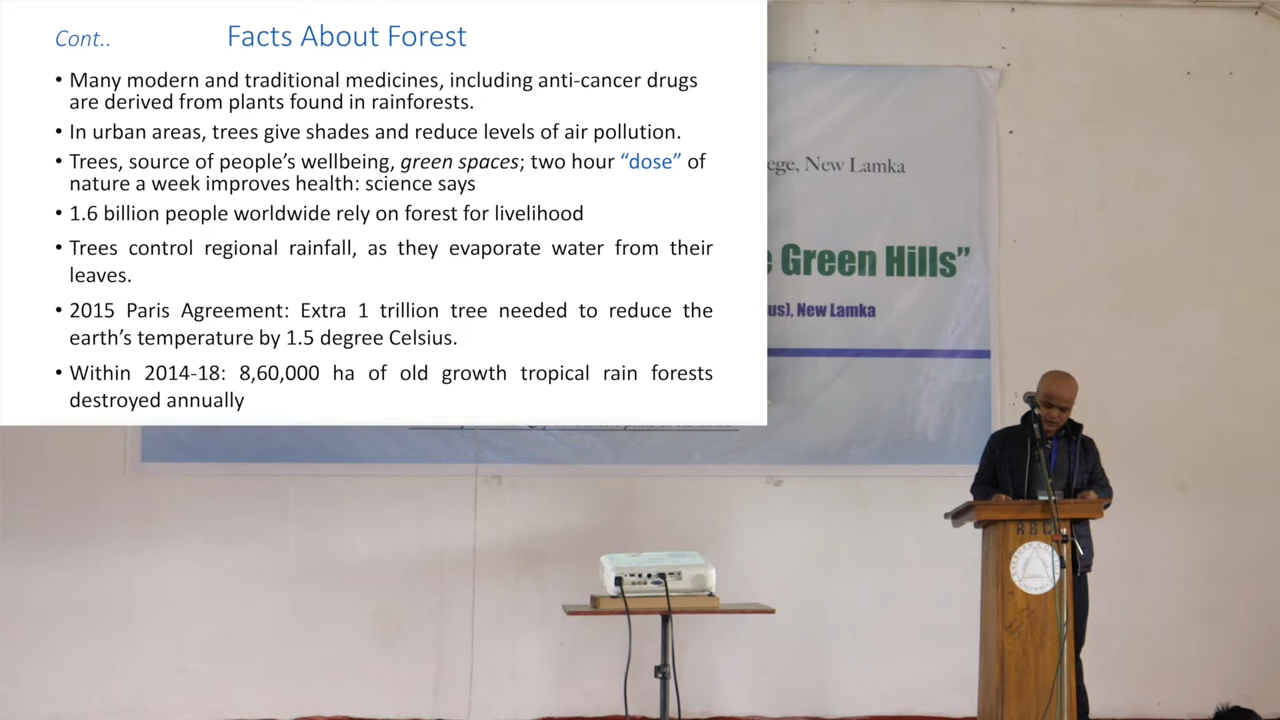 Cont.. Facts About Forest
• Many modern and traditional medicines, including anti-cancer drugs
are derived from plants found in rainforests.
• In urban areas, trees give shades and reduce levels of air pollution.
• Trees, source of people’s wellbeing, green spaces; two hour “dose” of
nature a week improves health: science says
• 1.6 billion people worldwide rely on forest for livelihood
• Trees control regional rainfall, as they evaporate water from their
leaves.
• 2015 Paris Agreement: Extra 1 trillion tree needed to reduce the
earth’s temperature by 1.5 degree Celsius.
• Within 2014-18: 8,60,000 ha of old growth tropical rain forests
destroyed annually
ege, New Lamka
Green Hills”
us), New Lamka
RBC